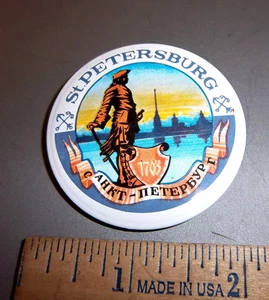 St PETERSBURG
1703
САНКТ-ПЕТЕРБУРГ
1 MADE IN USA 2